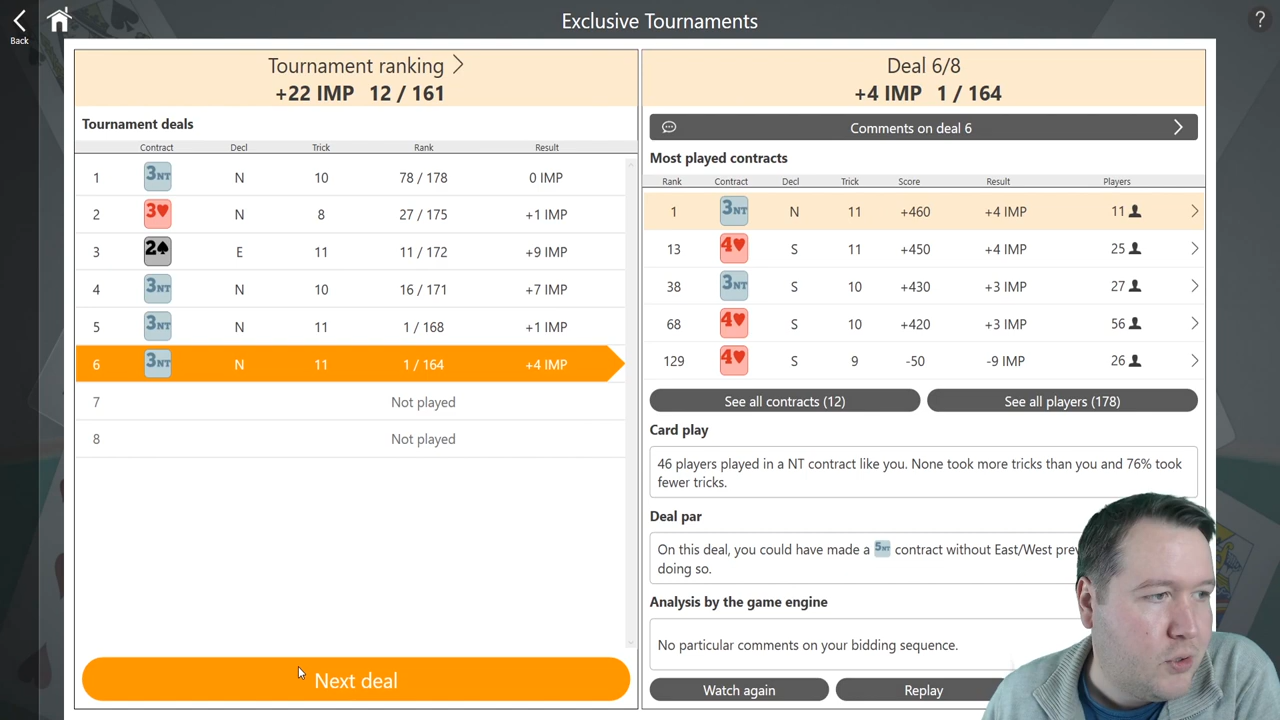 Back
Exclusive Tournaments
?
Tournament ranking
+22 IMP 12 / 161
Tournament deals
Contract Decl Trick Rank Result
1 3NT N 10 78 / 178 0 IMP
2 3♥ N 8 27 / 175 +1 IMP
3 2♠ E 11 11 / 172 +9 IMP
4 3NT N 10 16 / 171 +7 IMP
5 3NT N 11 1 / 168 +1 IMP
6 3NT N 11 1 / 164 +4 IMP
7 Not played
8 Not played
Next deal
Deal 6/8
+4 IMP 1 / 164
Comments on deal 6
Most played contracts
Rank Contract Decl Trick Score Result Players
1 3NT N 11 +460 +4 IMP 11
13 4♥ S 11 +450 +4 IMP 25
38 3NT S 10 +430 +3 IMP 27
68 4♥ S 10 +420 +3 IMP 56
129 4♥ S 9 -50 -9 IMP 26
See all contracts (12) See all players (178)
Card play
46 players played in a NT contract like you. None took more tricks than you and 76% took
fewer tricks.
Deal par
On this deal, you could have made a 5NT contract without East/West
doing so.
Analysis by the game engine
No particular comments on your bidding sequence.
Watch again Replay